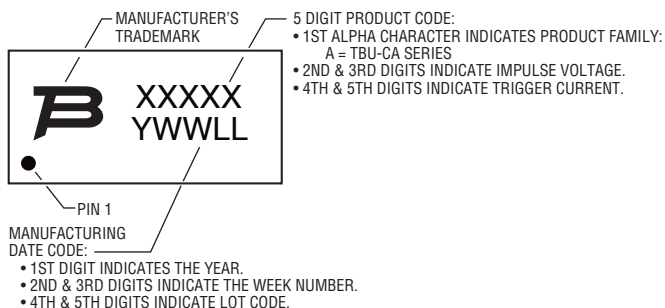 MANUFACTURER'S
TRADEMARK
5 DIGIT PRODUCT CODE:
• 1ST ALPHA CHARACTER INDICATES PRODUCT FAMILY:
A = TBU-CA SERIES
• 2ND & 3RD DIGITS INDICATE IMPULSE VOLTAGE.
• 4TH & 5TH DIGITS INDICATE TRIGGER CURRENT.
XXXXX
YWWLL
PIN 1
MANUFACTURING
DATE CODE:
• 1ST DIGIT INDICATES THE YEAR.
• 2ND & 3RD DIGITS INDICATE THE WEEK NUMBER.
• 4TH & 5TH DIGITS INDICATE LOT CODE.